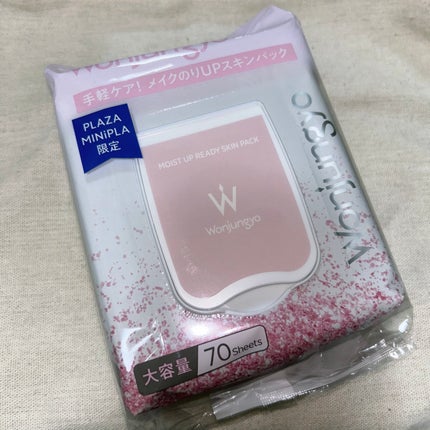 Wonjungyo
手軽ケア! メイクのりUPスキンパック
PLAZA
MINiPLA
限定
MOIST UP READY SKIN PACK
Wonjungyo
Wonjungyo
大容量 70 Sheets